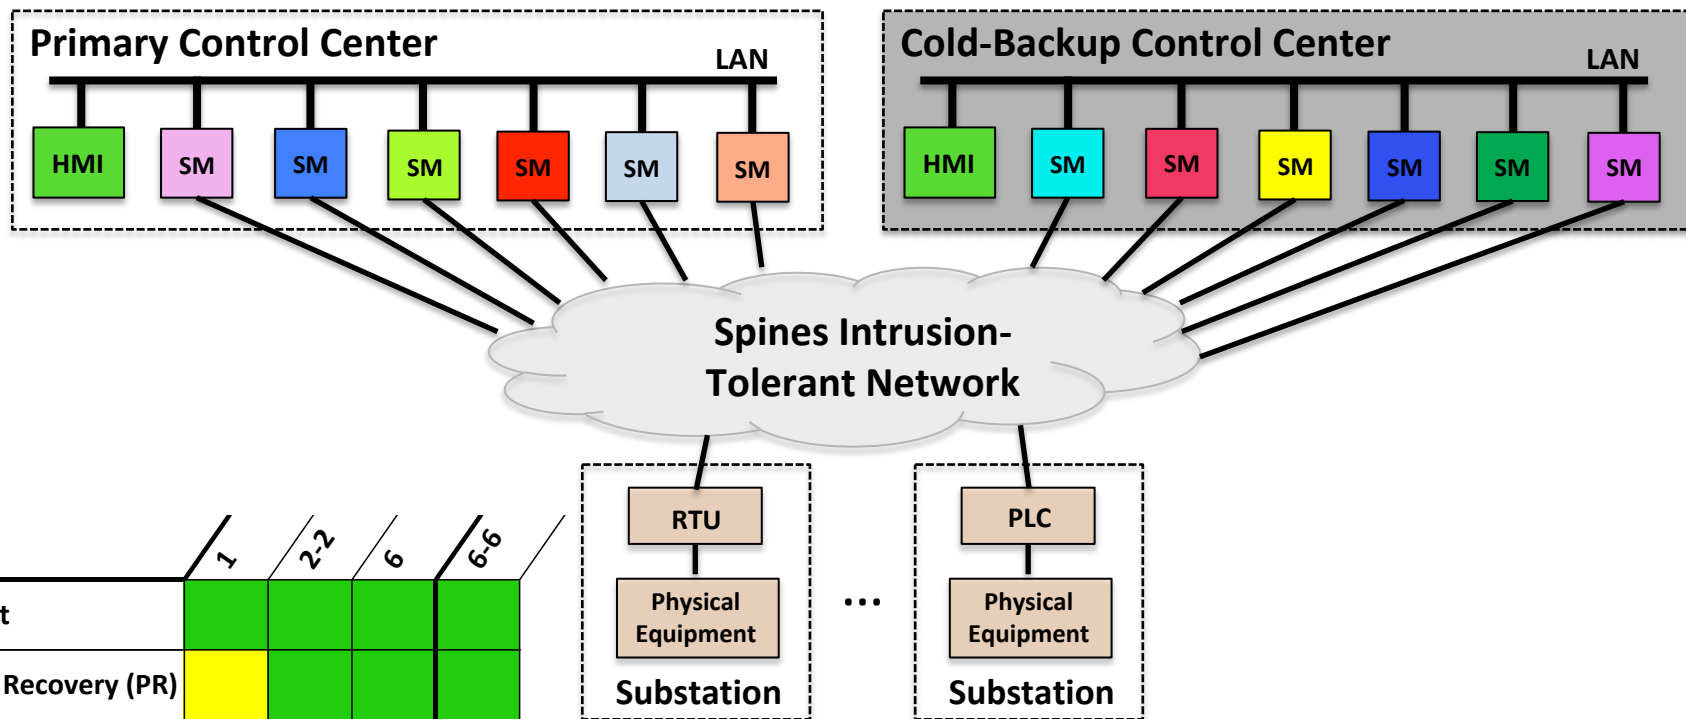 Primary Control Center
LAN
HMI
SM
SM
SM
SM
SM
SM
Cold-Backup Control Center
LAN
HMI
SM
SM
SM
SM
SM
SM
Spines Intrusion-
Tolerant Network
RTU
Physical
Equipment
Substation
...
PLC
Physical
Equipment
Substation
1
2-2
6
6-6
t
Recovery (PR)